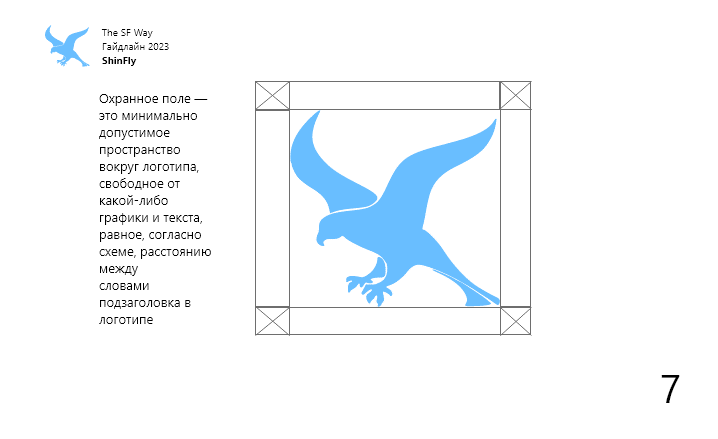 The SF Way
Гайдлайн 2023
ShinFly
Охранное поле —
это минимально
допустимое
пространство
вокруг логотипа,
свободное от
какой-либо
графики и текста,
равное, согласно
схеме, расстоянию
между
словами
подзаголовка в
логотипе
7